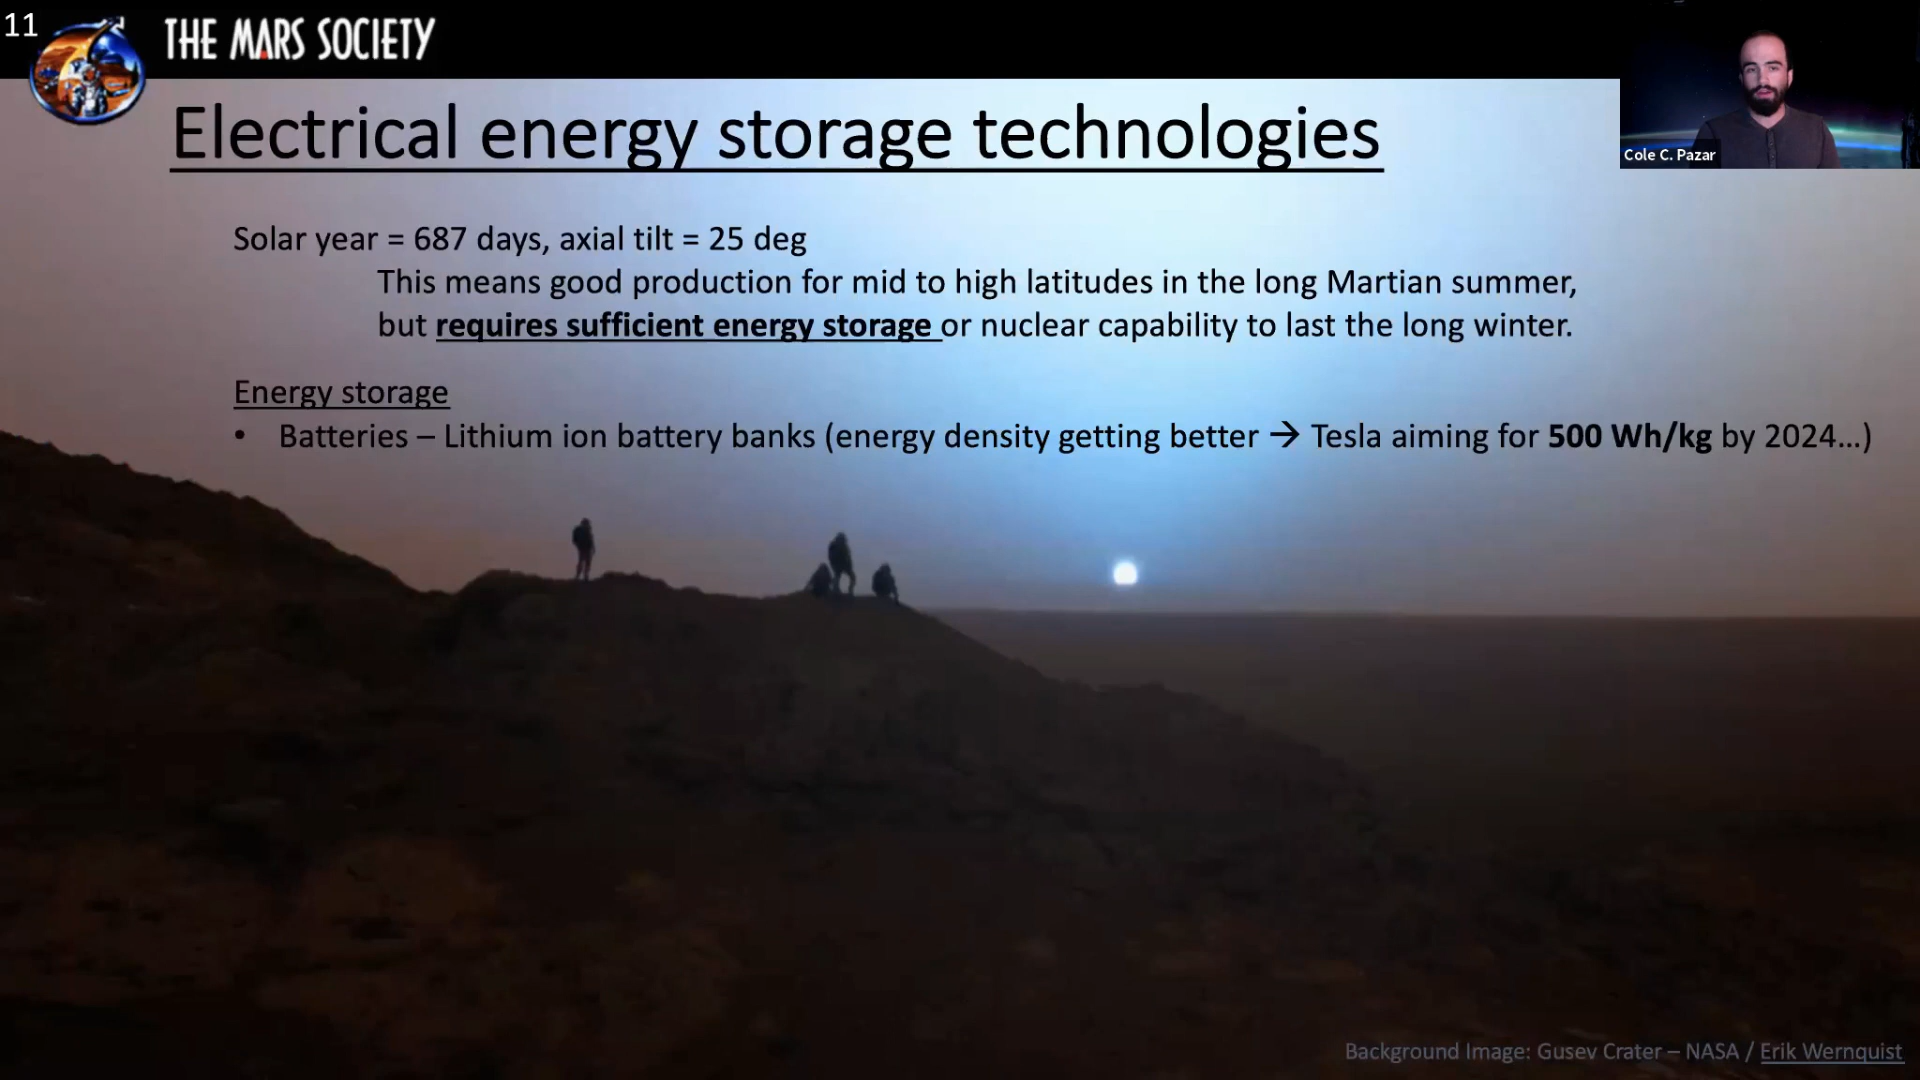 11
THE MARS SOCIETY
Cole C. Pazar
Electrical energy storage technologies
Solar year = 687 days, axial tilt = 25 deg
This means good production for mid to high latitudes in the long Martian summer,
but requires sufficient energy storage or nuclear capability to last the long winter.
Energy storage
• Batteries – Lithium ion battery banks (energy density getting better → Tesla aiming for 500 Wh/kg by 2024...)
Background Image: Gusev Crater – NASA / Erik Wernquist